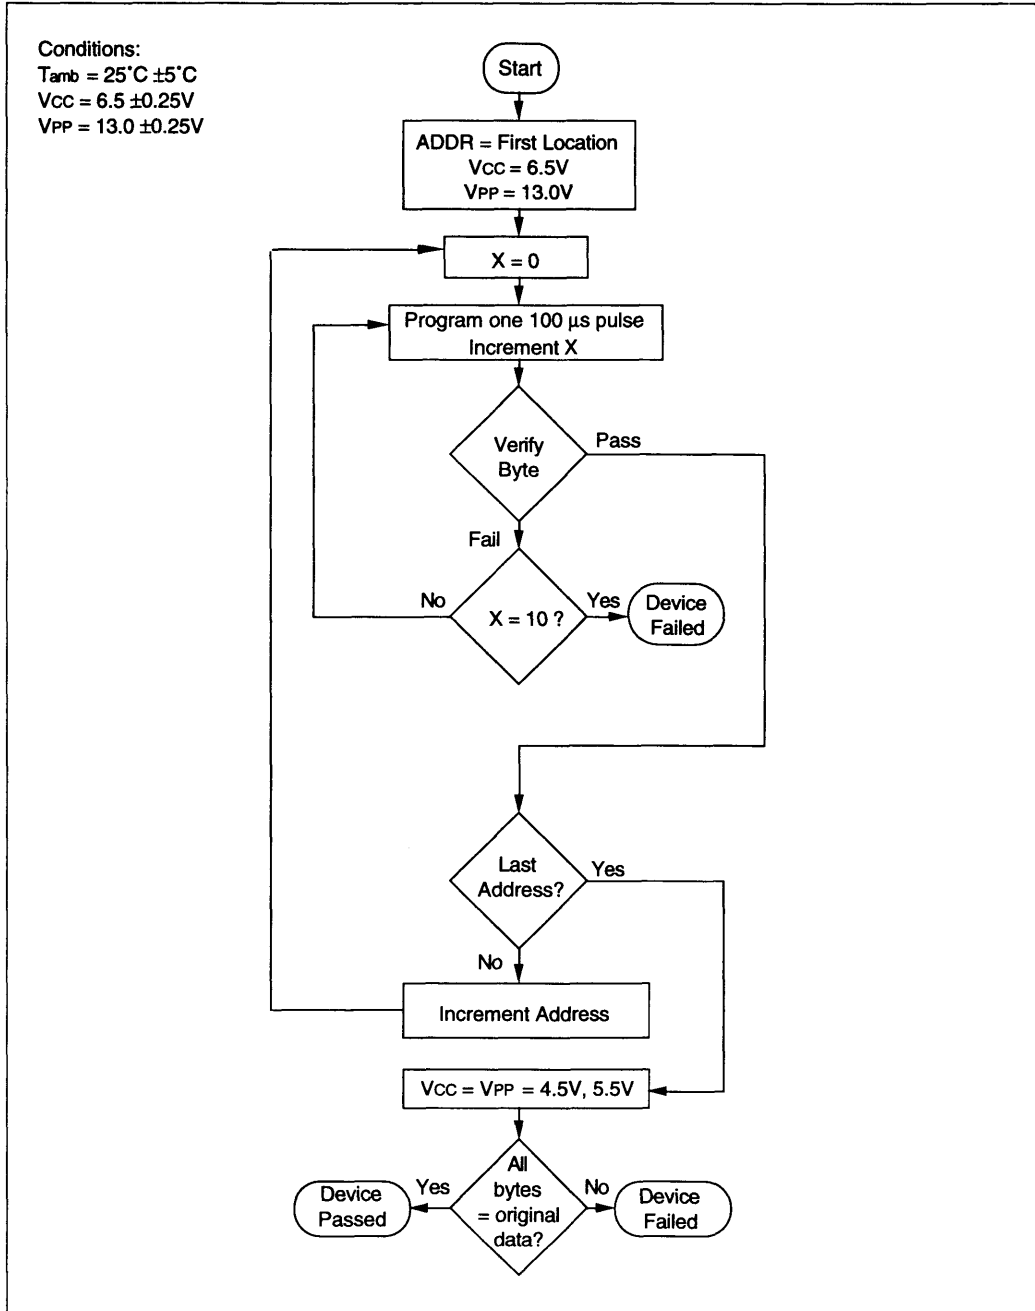 Conditions:
Tamb = 25°C ±5°C
VCC = 6.5 ±0.25V
VPP = 13.0 ±0.25V
Start
ADDR = First Location
VCC = 6.5V
VPP = 13.0V
X = 0
Program one 100 µs pulse
Increment X
Verify
Byte
Pass
Fail
X = 10 ?
No
Yes
Device
Failed
Last
Address?
Yes
No
Increment Address
VCC = VPP = 4.5V, 5.5V
All
bytes
= original
data?
Yes
No
Device
Passed
Device
Failed